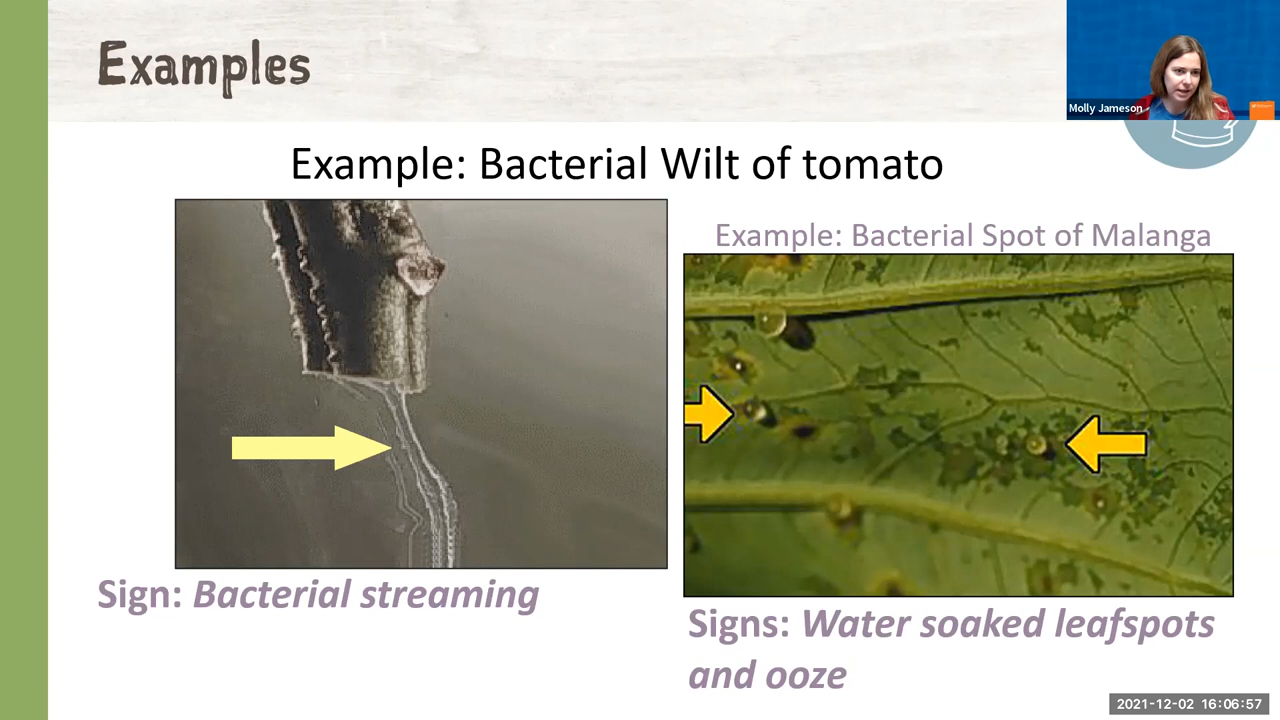 Examples
Molly Jameson
Example: Bacterial Wilt of tomato
Example: Bacterial Spot of Malanga
Sign: Bacterial streaming
Signs: Water soaked leafspots
and ooze
2021-12-02 16:06:57